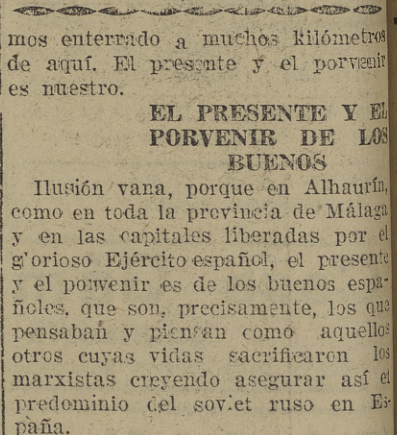 mos enterrado a muchos kilómetros
de aquí. El presente y el porvenir
es nuestro.
EL PRESENTE Y EL
PORVENIR DE LOS
BUENOS
Ilusión vana, porque en Alhaurín,
como en toda la provincia de Málaga
y en las capitales liberadas por el
glorioso Ejército español, el presente
y el porvenir es de los buenos espa-
ñoles, que son, precisamente, los que
pensaban y piensan como aquellos
otros cuyas vidas sacrificaron los
marxistas creyendo asegurar así el
predominio del soviet ruso en Es-
paña.